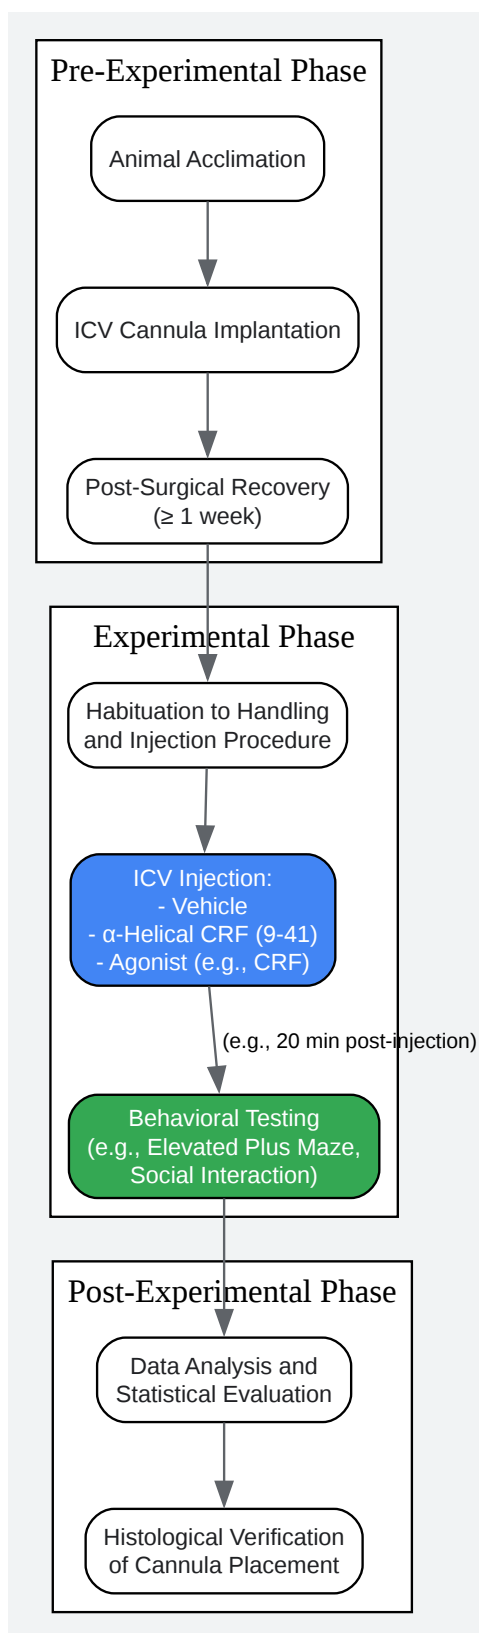 Pre-Experimental Phase
Animal Acclimation
ICV Cannula Implantation
Post-Surgical Recovery
(≥ 1 week)
Experimental Phase
Habituation to Handling
and Injection Procedure
ICV Injection:
- Vehicle
- α-Helical CRF (9-41)
- Agonist (e.g., CRF)
(e.g., 20 min post-injection)
Behavioral Testing
(e.g., Elevated Plus Maze,
Social Interaction)
Post-Experimental Phase
Data Analysis and
Statistical Evaluation
Histological Verification
of Cannula Placement